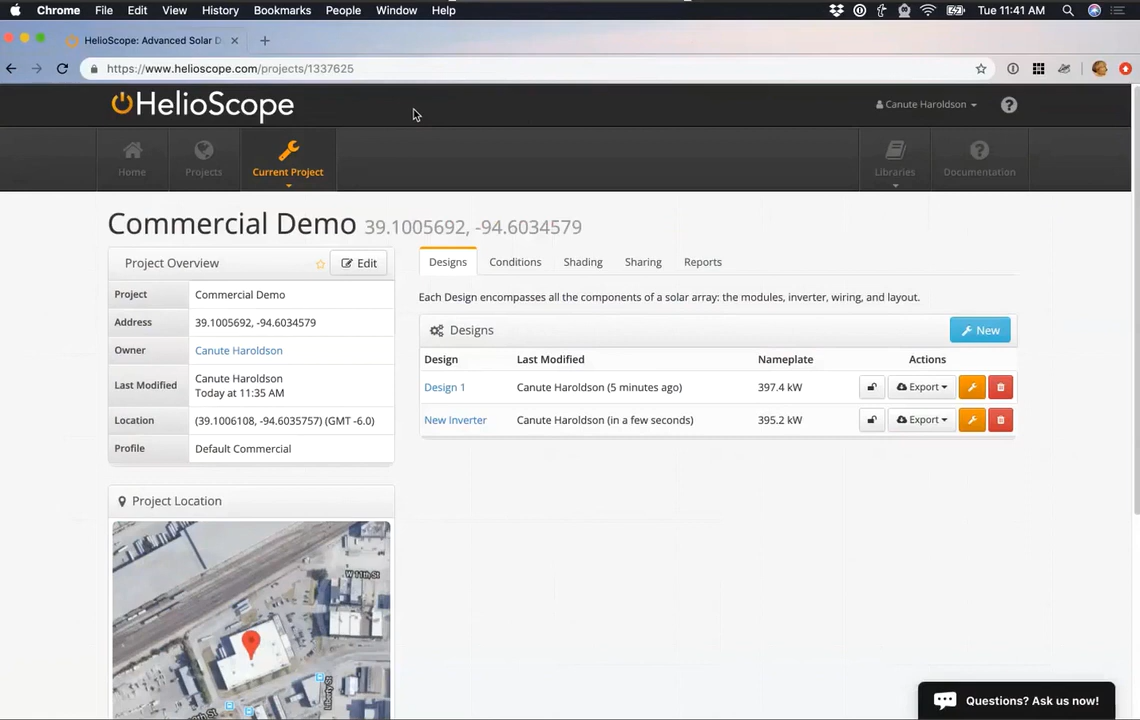 Chrome File Edit View History Bookmarks People Window Help Tue 11:41 AM
HelioScope: Advanced Solar D
https://www.helioscope.com/projects/1337625
HelioScope
Canute Haroldson
Home Projects Current Project Libraries Documentation
Commercial Demo 39.1005692, -94.6034579
Project Overview Edit
Project Commercial Demo
Address 39.1005692, -94.6034579
Owner Canute Haroldson
Last Modified Canute Haroldson
Today at 11:35 AM
Location (39.1006108, -94.6035757) (GMT -6.0)
Profile Default Commercial
Project Location
W 11th St
Liberty St
Designs Conditions Shading Sharing Reports
Each Design encompasses all the components of a solar array: the modules, inverter, wiring, and layout.
Designs New
Design Last Modified Nameplate Actions
Design 1 Canute Haroldson (5 minutes ago) 397.4 kW Export
New Inverter Canute Haroldson (in a few seconds) 395.2 kW Export
Questions? Ask us now!